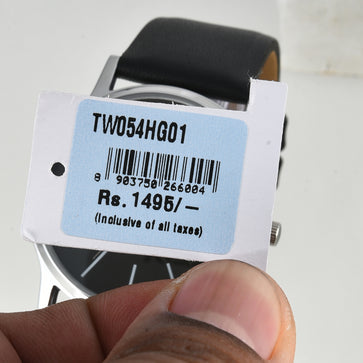 TW054HG01
8 903750 266004
Rs. 1495/-
(Inclusive of all taxes)